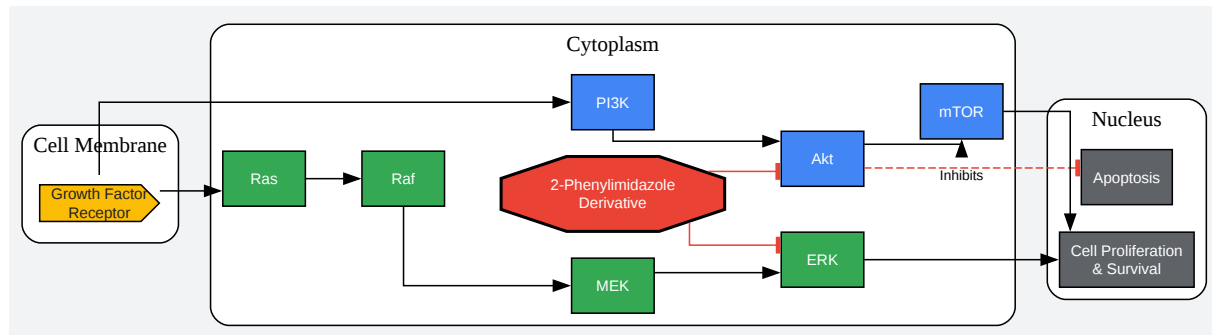 Cytoplasm
Cell Membrane
Growth Factor
Receptor
Ras
Raf
PI3K
2-Phenylimidazole
Derivative
MEK
Akt
ERK
mTOR
Inhibits
Nucleus
Apoptosis
Cell Proliferation
& Survival